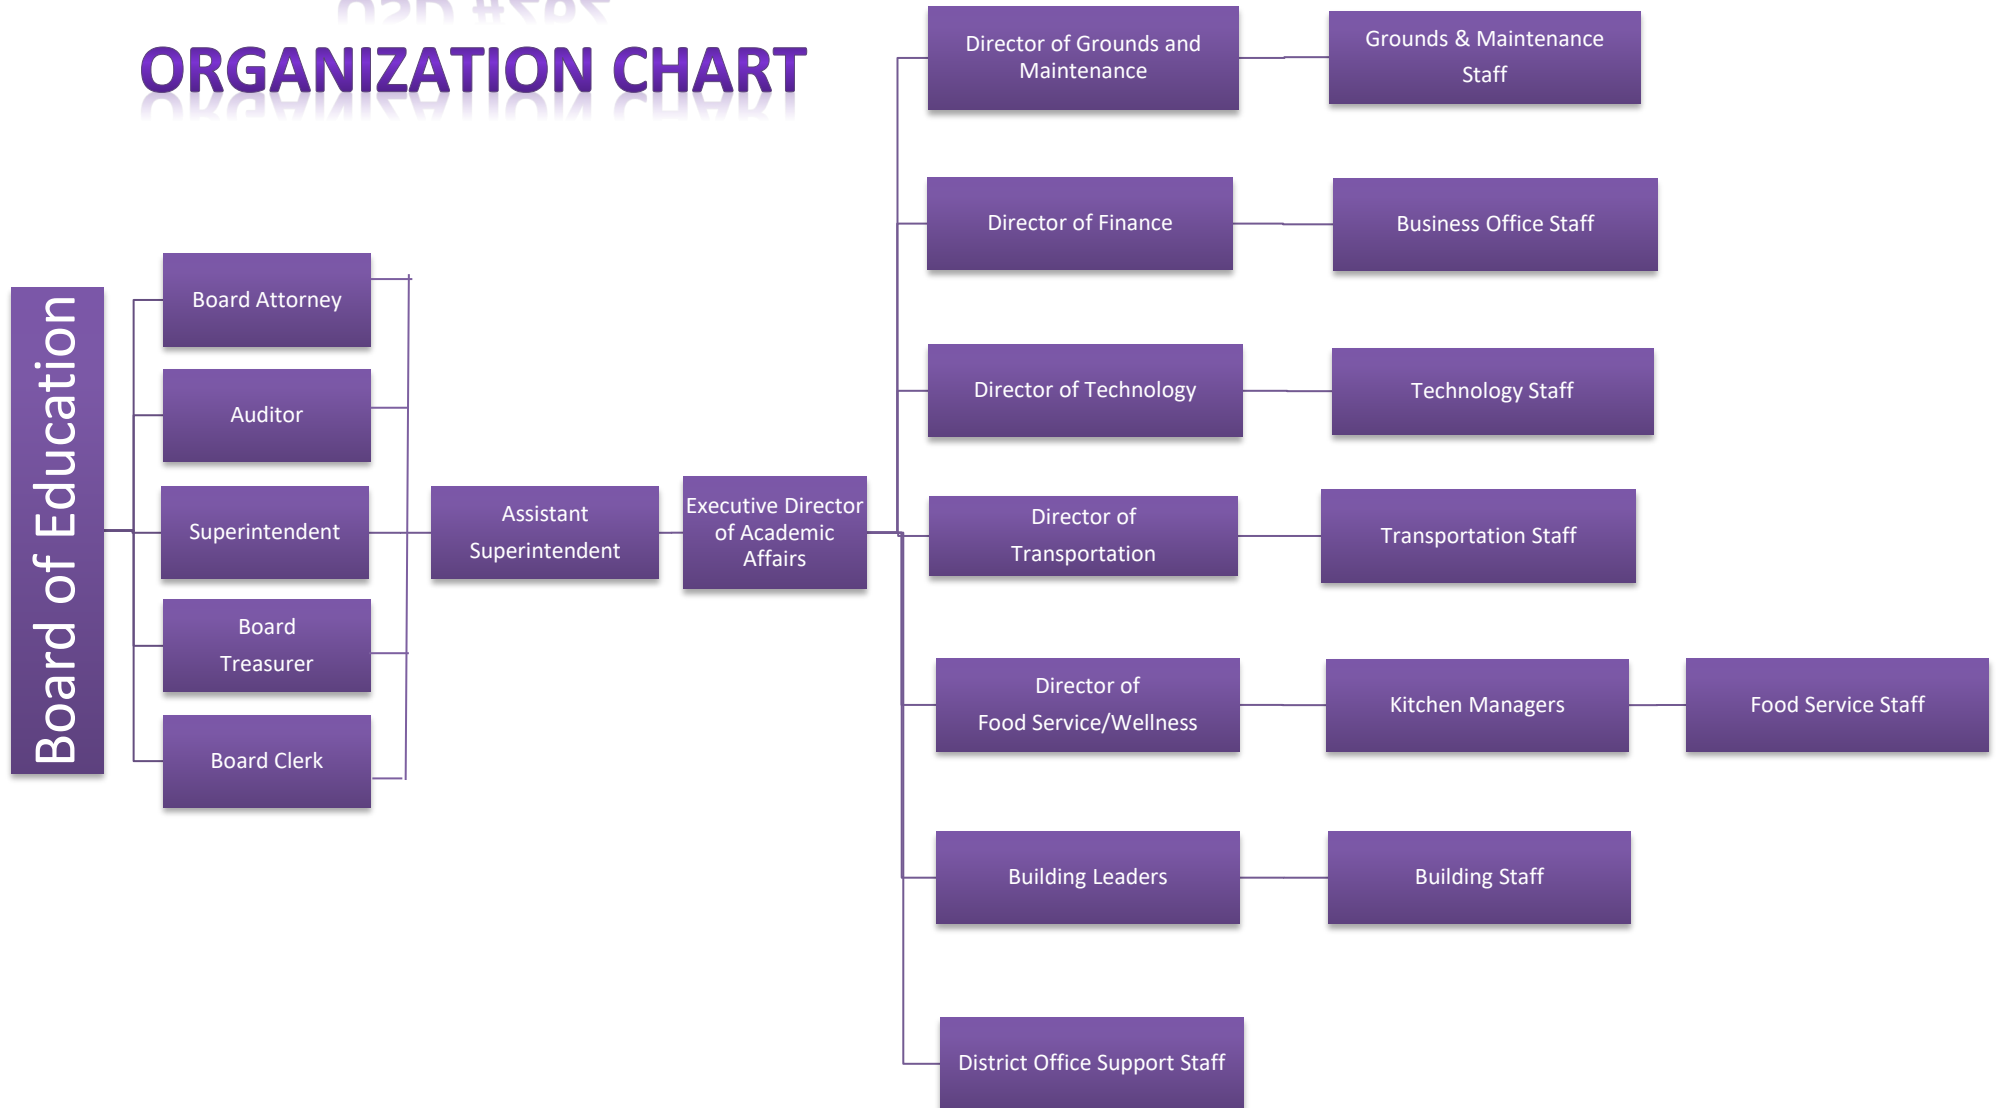 ORGANIZATION CHART
Board of Education
Board Attorney
Auditor
Superintendent
Board
Treasurer
Board Clerk
Assistant
Superintendent
Executive Director
of Academic
Affairs
Director of Grounds and
Maintenance
Grounds & Maintenance
Staff
Director of Finance
Business Office Staff
Director of Technology
Technology Staff
Director of
Transportation
Transportation Staff
Director of
Food Service/Wellness
Kitchen Managers
Food Service Staff
Building Leaders
Building Staff
District Office Support Staff